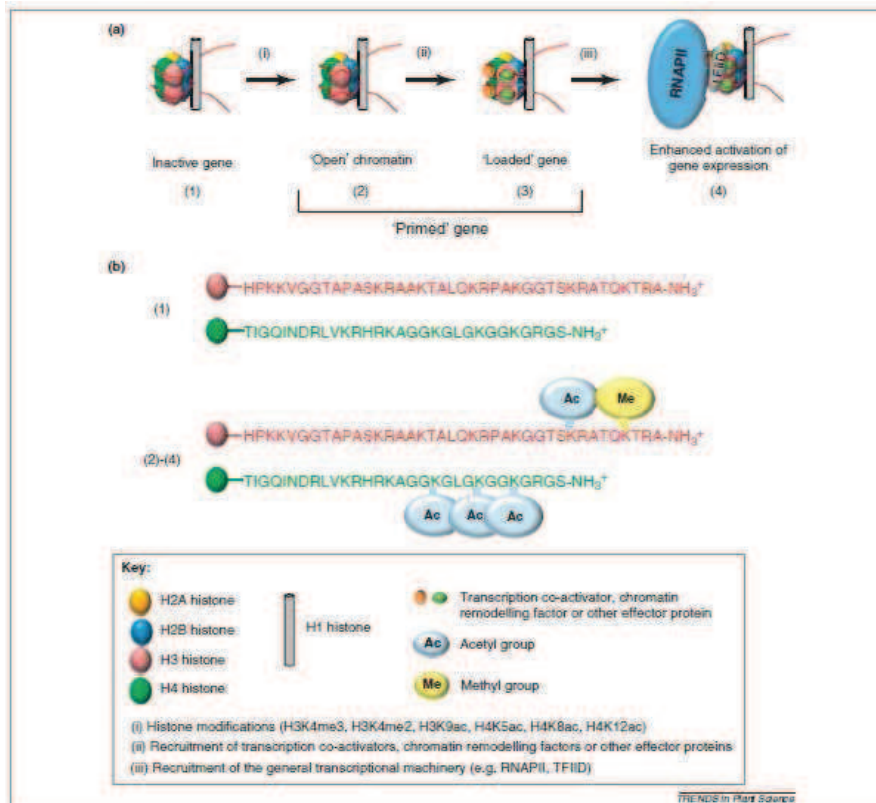 (a)
(i) (ii) (iii)
RNAPII TFIID
Inactive gene 'Open' chromatin 'Loaded' gene Enhanced activation of
gene expression
(1) (2) (3) (4)
'Primed' gene
(b)
(1)
HPKKVGGTAPASKRAAKTALQKRPAKGGTSKRATQKTRA-NH₃⁺
TIGQINDRLVKRHRKAGGKGLGKGGKGRGS-NH₃⁺
Ac Me
(2)-(4)
HPKKVGGTAPASKRAAKTALQKRPAKGGTSKRATQKTRA-NH₃⁺
TIGQINDRLVKRHRKAGGKGLGKGGKGRGS-NH₃⁺
Ac Ac Ac
Key:
H2A histone
H2B histone
H3 histone
H4 histone
H1 histone
Transcription co-activator, chromatin
remodelling factor or other effector protein
Ac Acetyl group
Me Methyl group
(i) Histone modifications (H3K4me3, H3K4me2, H3K9ac, H4K5ac, H4K8ac, H4K12ac)
(ii) Recruitment of transcription co-activators, chromatin remodelling factors or other effector proteins
(iii) Recruitment of the general transcriptional machinery (e.g. RNAPII, TFIID)
TRENDS in Plant Science